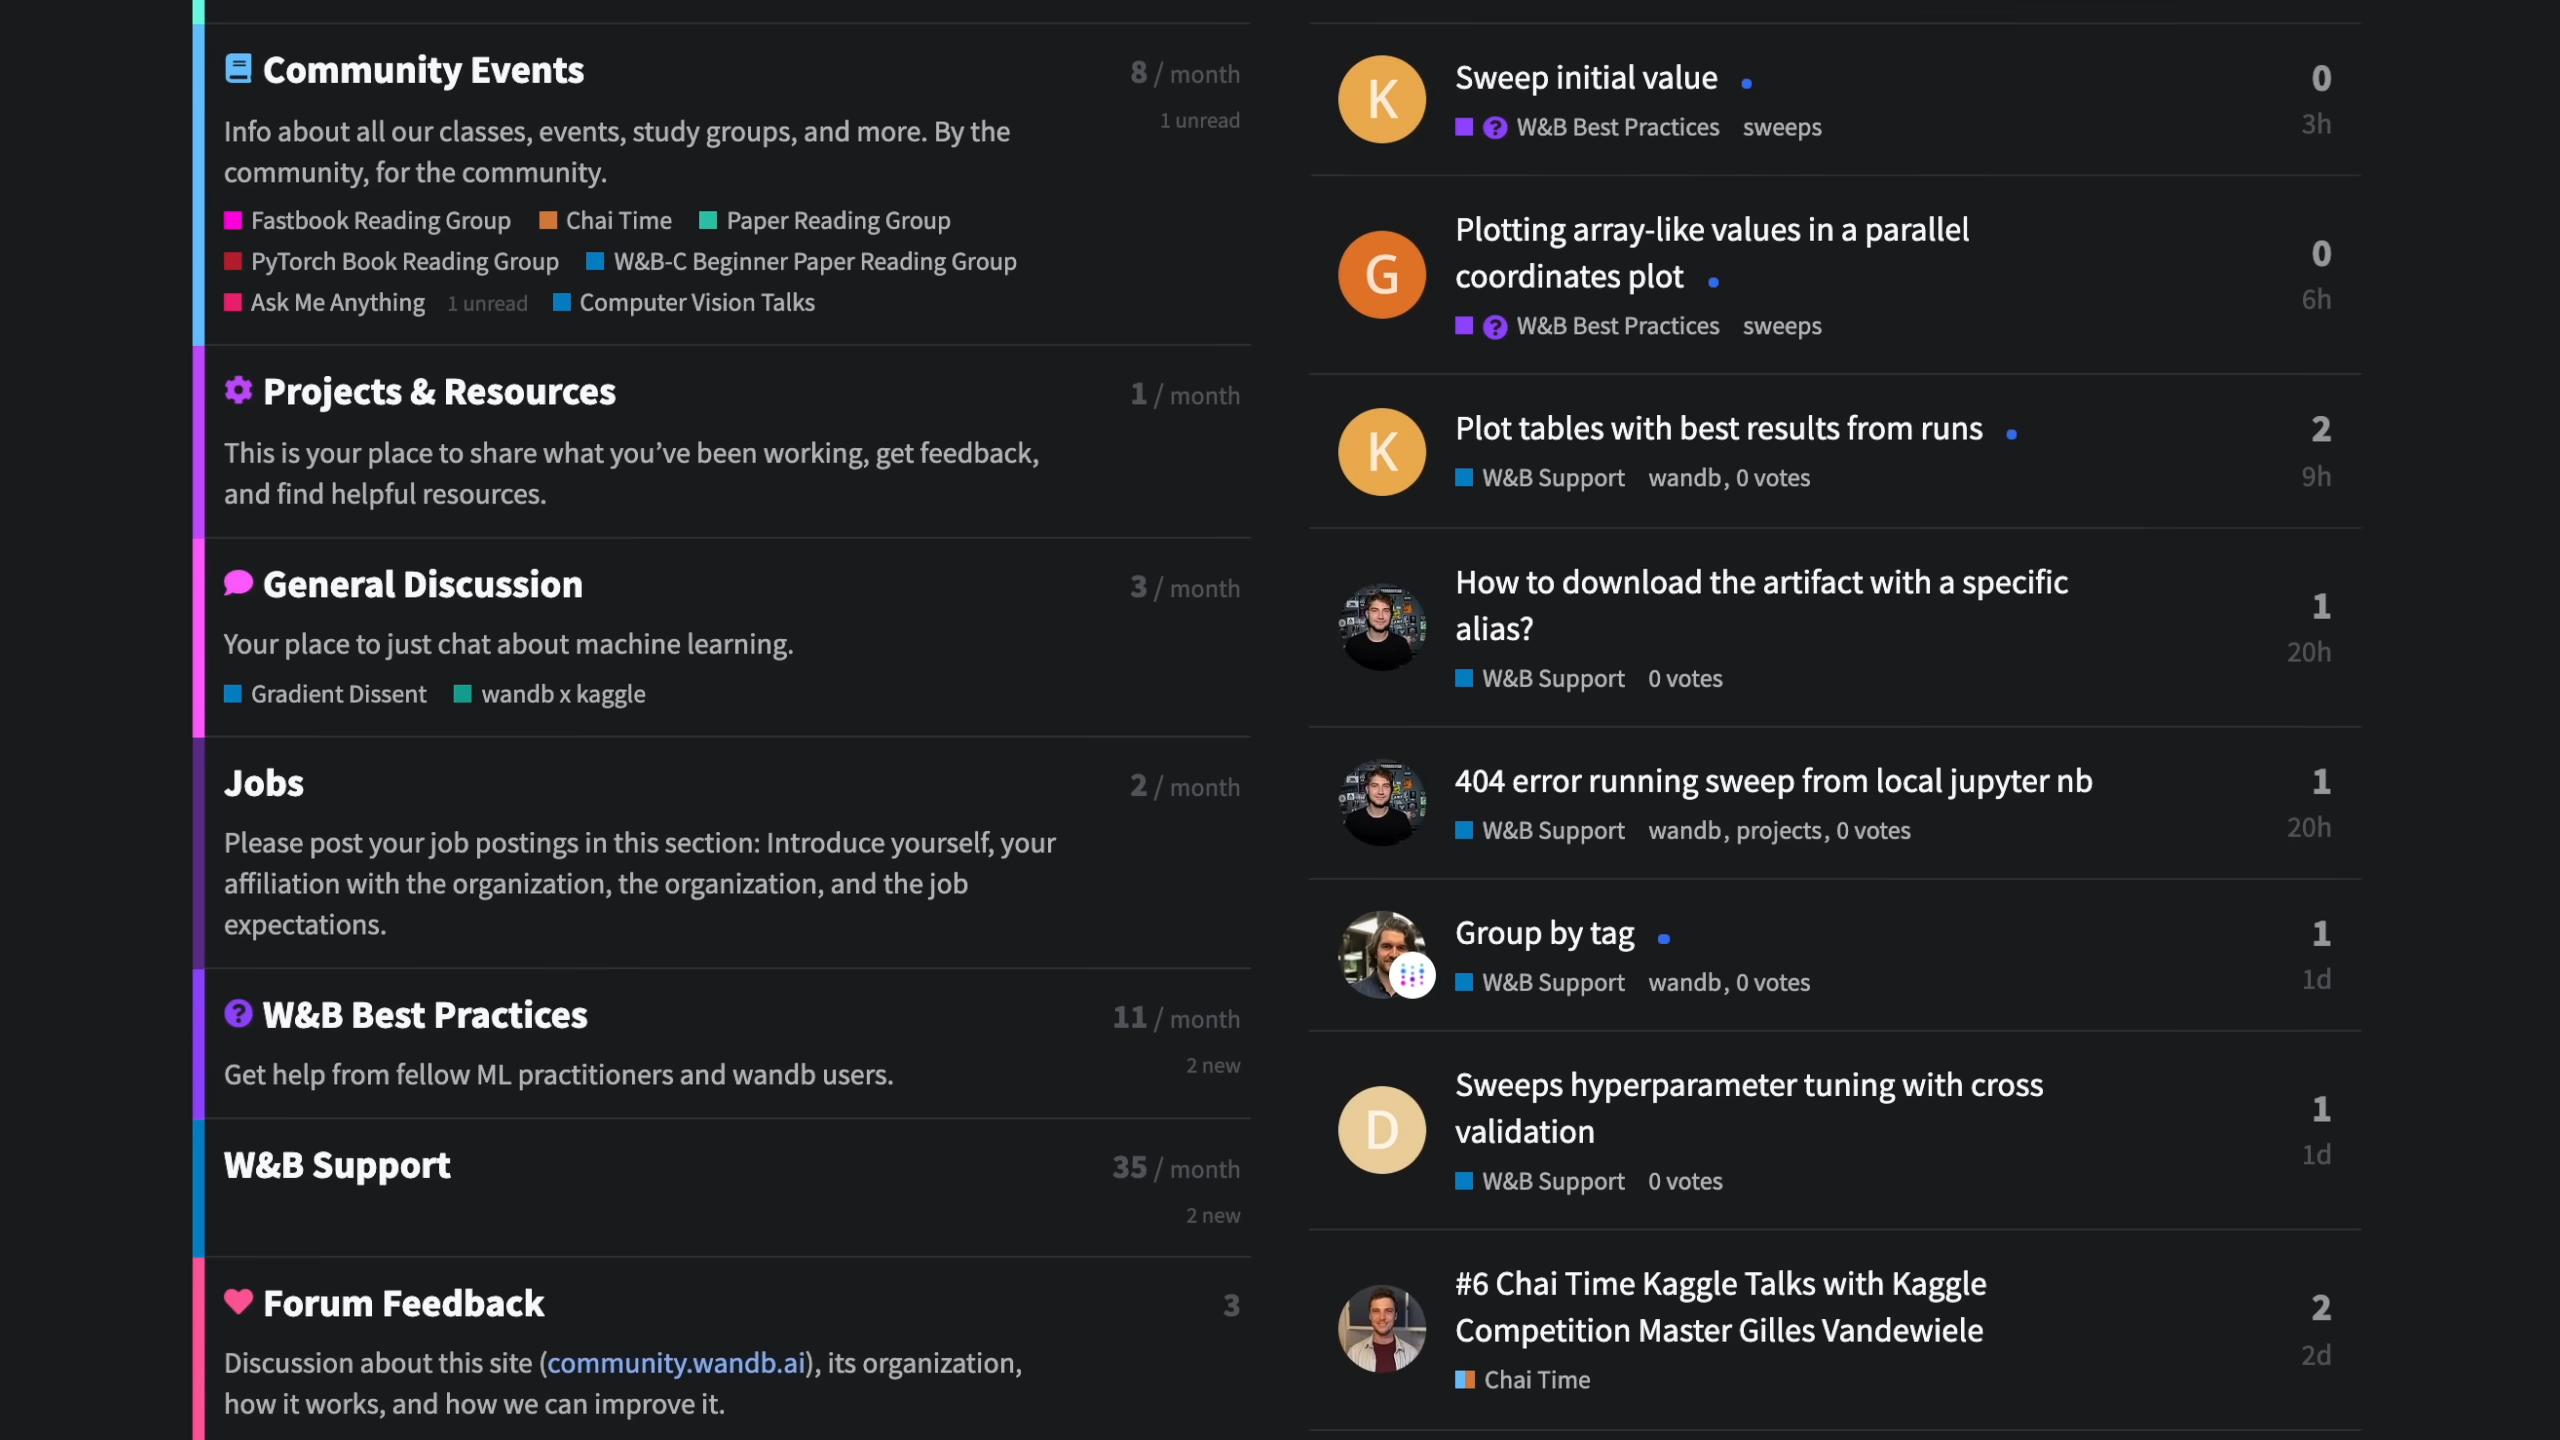 Community Events
8 / month
1 unread
Info about all our classes, events, study groups, and more. By the
community, for the community.
Fastbook Reading Group Chai Time Paper Reading Group
PyTorch Book Reading Group W&B-C Beginner Paper Reading Group
Ask Me Anything 1 unread Computer Vision Talks
Projects & Resources
1 / month
This is your place to share what you’ve been working, get feedback,
and find helpful resources.
General Discussion
3 / month
Your place to just chat about machine learning.
Gradient Dissent wandb x kaggle
Jobs
2 / month
Please post your job postings in this section: Introduce yourself, your
affiliation with the organization, the organization, and the job
expectations.
W&B Best Practices
11 / month
2 new
Get help from fellow ML practitioners and wandb users.
W&B Support
35 / month
2 new
Forum Feedback
3
Discussion about this site (community.wandb.ai), its organization,
how it works, and how we can improve it.
K
Sweep initial value
0
3h
W&B Best Practices sweeps
G
Plotting array-like values in a parallel
coordinates plot
0
6h
W&B Best Practices sweeps
K
Plot tables with best results from runs
2
9h
W&B Support wandb, 0 votes
How to download the artifact with a specific
alias?
1
20h
W&B Support 0 votes
404 error running sweep from local jupyter nb
1
20h
W&B Support wandb, projects, 0 votes
Group by tag
1
1d
W&B Support wandb, 0 votes
D
Sweeps hyperparameter tuning with cross
validation
1
1d
W&B Support 0 votes
#6 Chai Time Kaggle Talks with Kaggle
Competition Master Gilles Vandewiele
2
2d
Chai Time